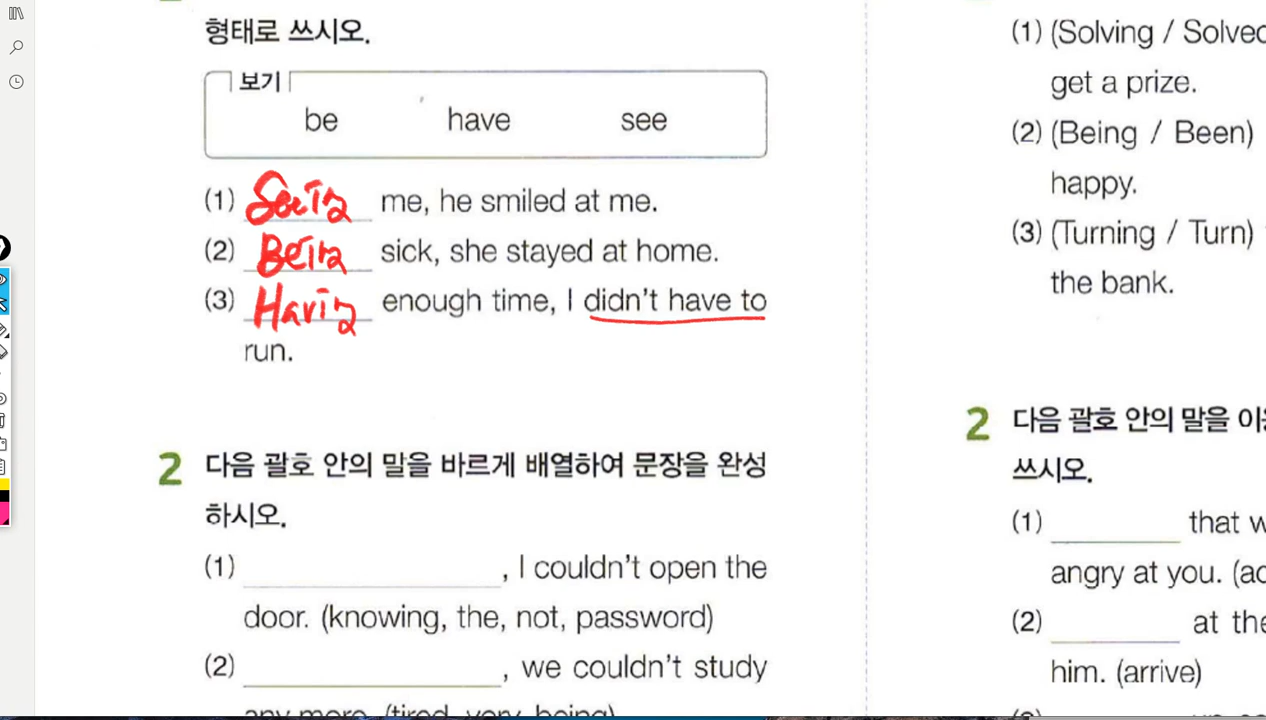 형태로 쓰시오.
보기
be have see
(1) Seeing me, he smiled at me.
(2) Being sick, she stayed at home.
(3) Having enough time, I didn't have to
run.
2 다음 괄호 안의 말을 바르게 배열하여 문장을 완성
하시오.
(1) , I couldn't open the
door. (knowing, the, not, password)
(2) , we couldn't study
any more. (tired, very, being)
(1) (Solving / Solved
get a prize.
(2) (Being / Been)
happy.
(3) (Turning / Turn)
the bank.
2 다음 괄호 안의 말을
쓰시오.
(1) that
angry at you.
(2) at
him. (arrive)